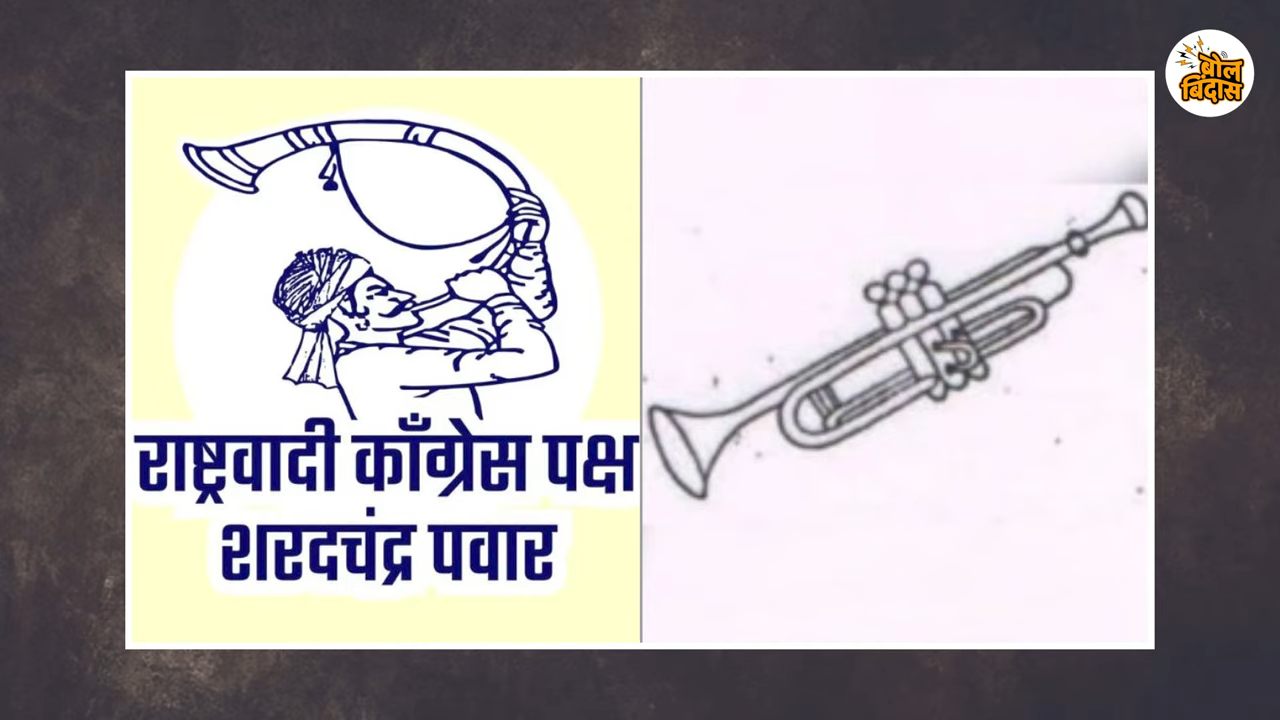 बोल
बिंदास
राष्ट्रवादी काँग्रेस पक्ष
शरदचंद्र पवार